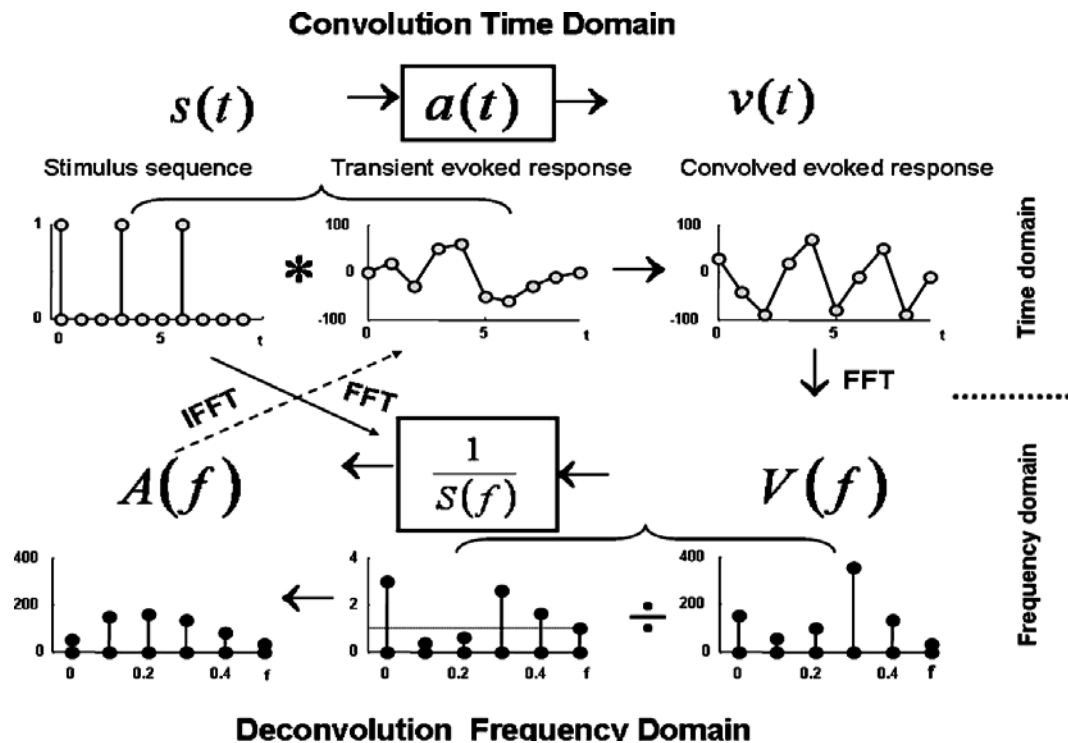 Convolution Time Domain
s(t) → a(t) → v(t)
Stimulus sequence Transient evoked response Convolved evoked response
1
0
0 5 t
*
100
0
-100
5 t
→
100
0
-100
0 5 t
Time domain
IFFT FFT
↓ FFT
A(f) ← 1/S(f) ← V(f)
400
200
0
0 0.2 0.4 f
←
4
2
0
0.2 0.4 f
÷
400
200
0
0 0.2 0.4 f
Frequency domain
Deconvolution Frequency Domain